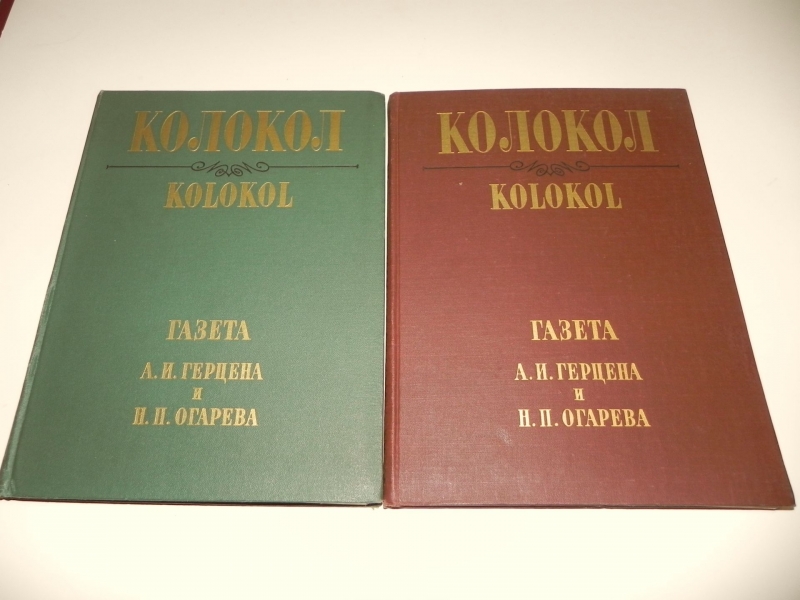 КОЛОКОЛ
KOLOKOL
ГАЗЕТА
А. И. ГЕРЦЕНА
И
Н. П. ОГАРЕВА
КОЛОКОЛ
KOLOKOL
ГАЗЕТА
А. И. ГЕРЦЕНА
И
Н. П. ОГАРЕВА